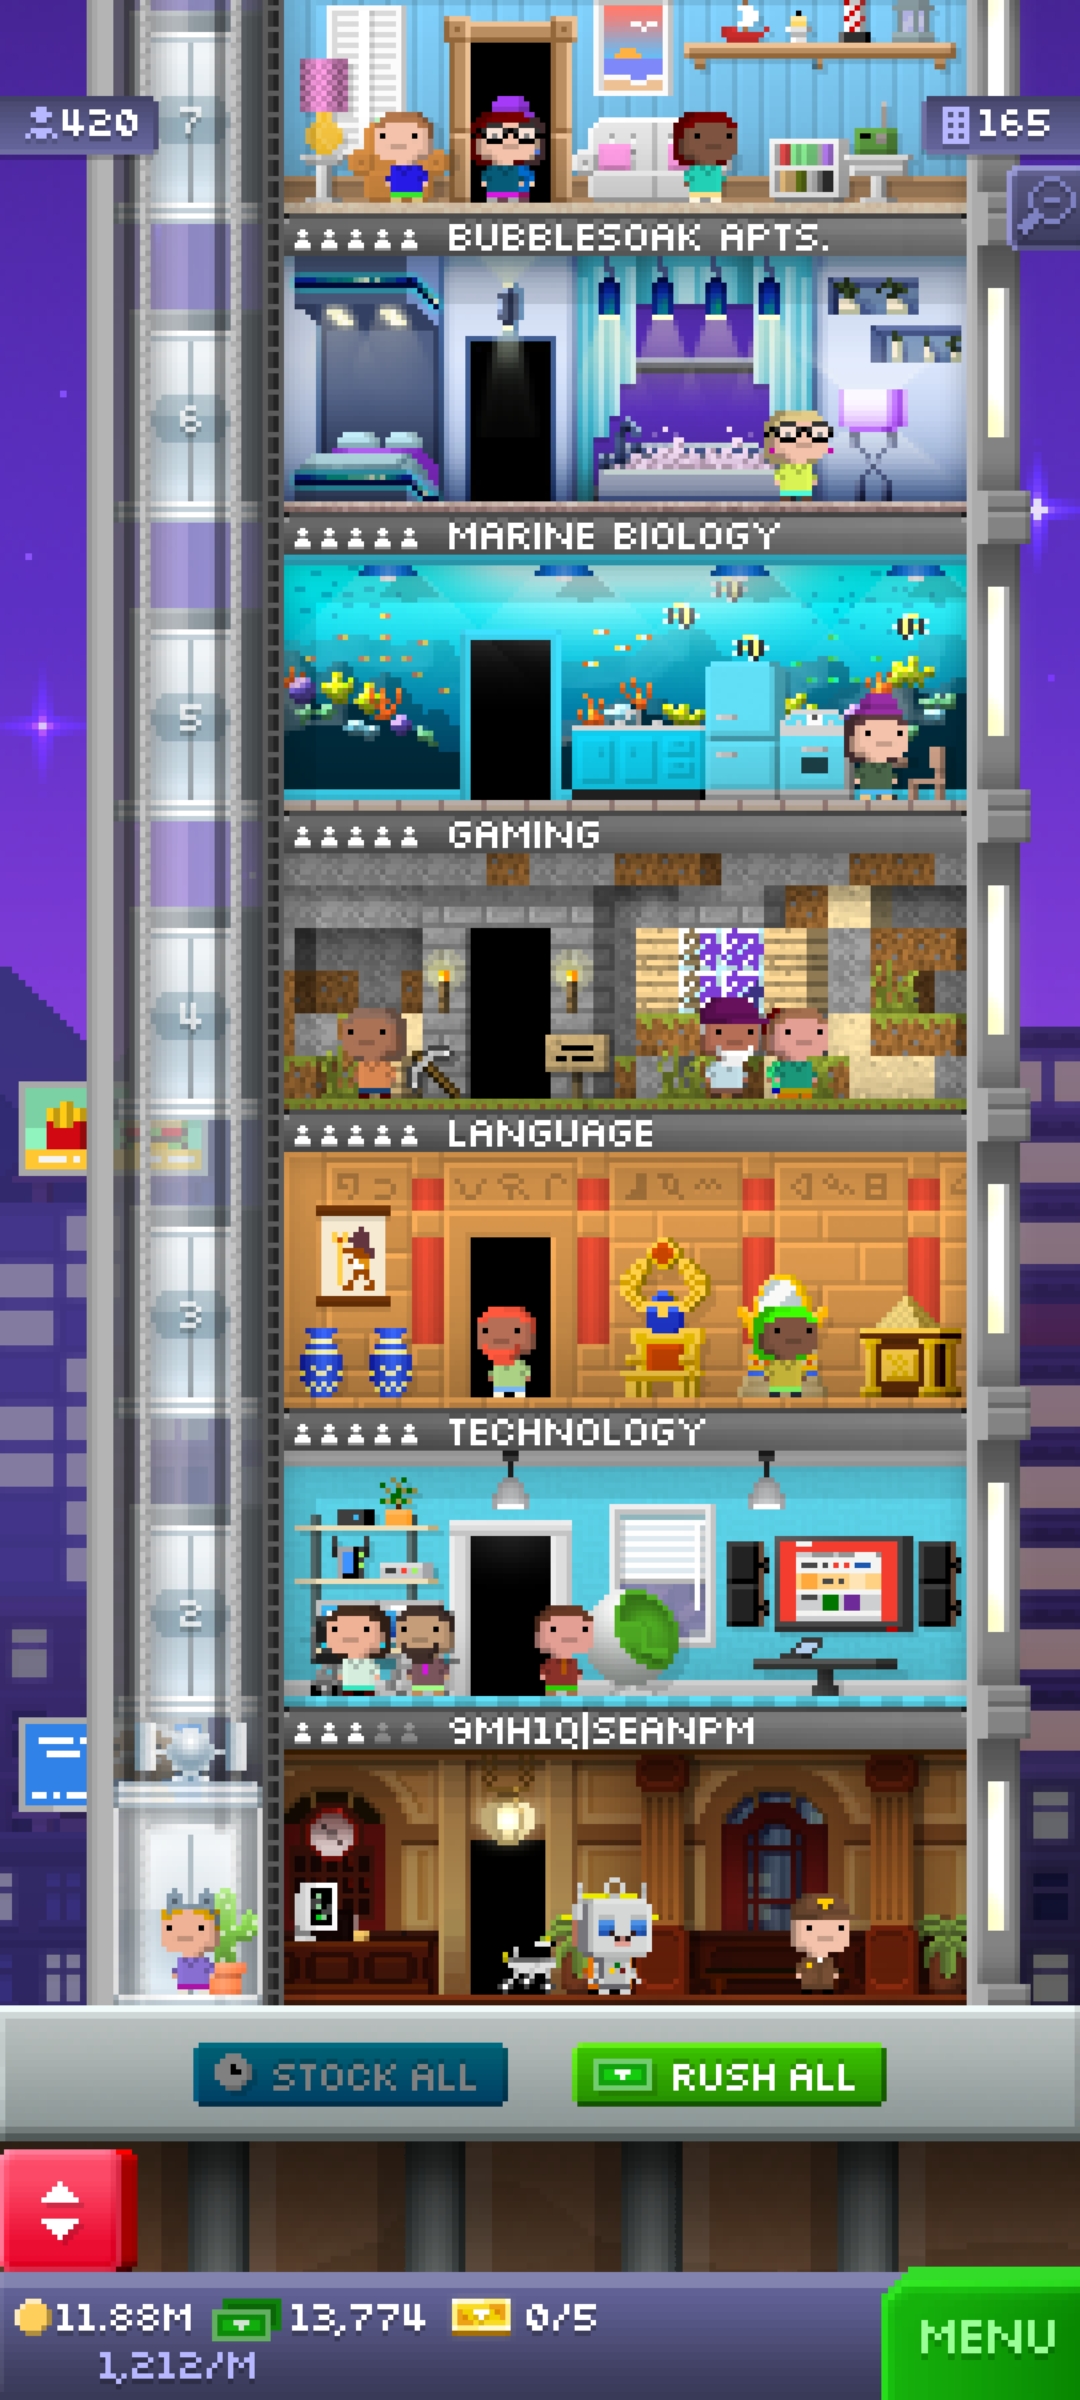 7
420
165
BUBBLESOAK APTS.
6
MARINE BIOLOGY
5
GAMING
4
LANGUAGE
3
TECHNOLOGY
2
9MH1Q|SEANPM
STOCK ALL
RUSH ALL
11.88M
13,774
0/5
1,212/M
MENU